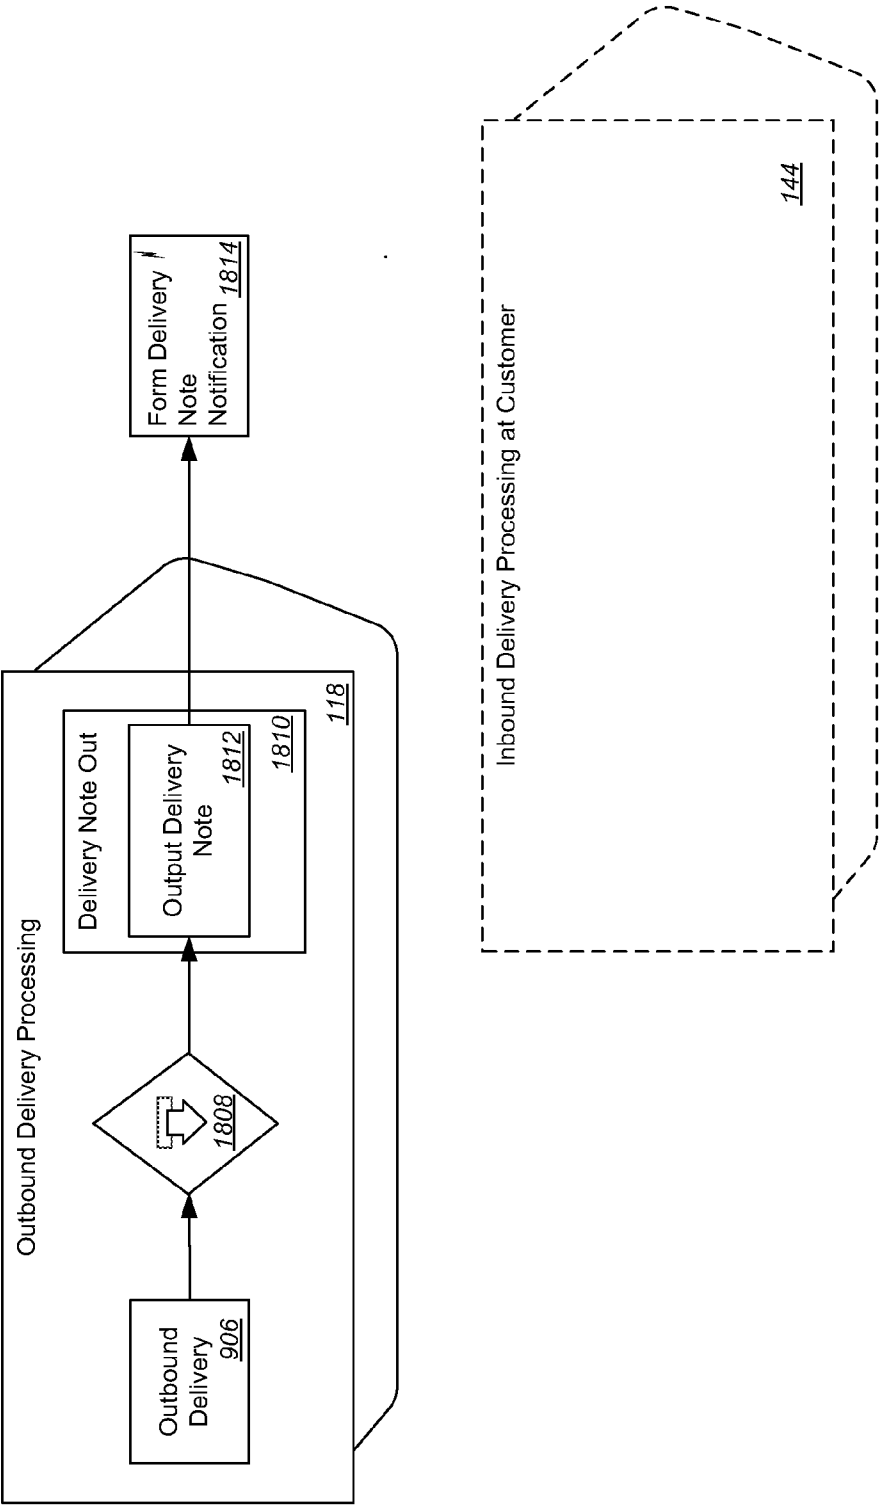 Outbound Delivery Processing
Outbound
Delivery
906
1808
Delivery Note Out
Output Delivery
Note
1812
1810
118
Form Delivery
Note
Notification
1814
Inbound Delivery Processing at Customer
144